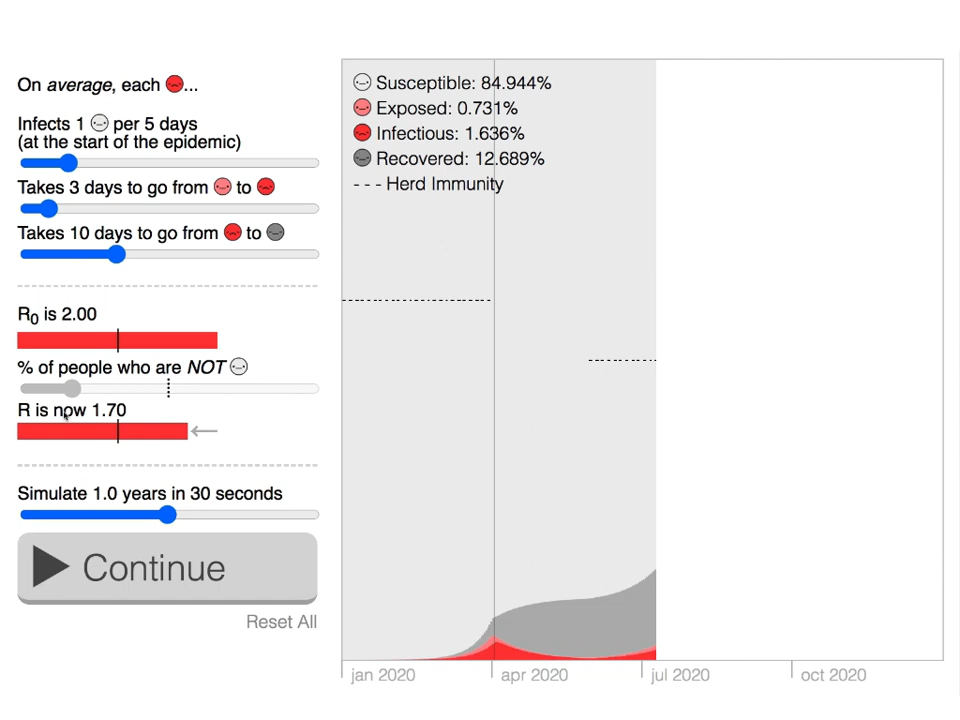 On average, each ...
Infects 1 per 5 days
(at the start of the epidemic)
Takes 3 days to go from to
Takes 10 days to go from to
R0 is 2.00
% of people who are NOT
R is now 1.70
Simulate 1.0 years in 30 seconds
Continue
Reset All
Susceptible: 84.944%
Exposed: 0.731%
Infectious: 1.636%
Recovered: 12.689%
--- Herd Immunity
jan 2020
apr 2020
jul 2020
oct 2020